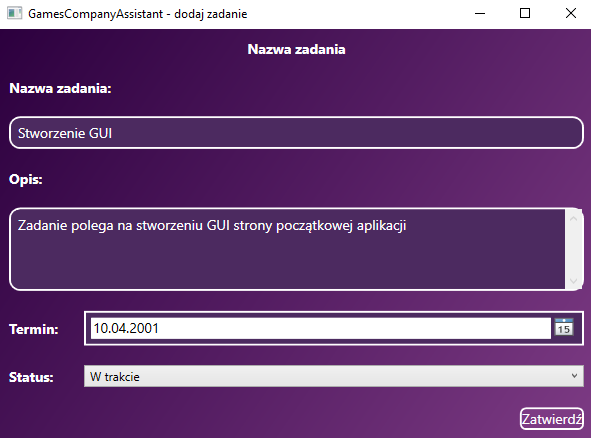 GamesCompanyAssistant - dodaj zadanie
Nazwa zadania
Nazwa zadania:
Stworzenie GUI
Opis:
Zadanie polega na stworzeniu GUI strony początkowej aplikacji
Termin: 10.04.2001 15
Status: W trakcie
Zatwierdź